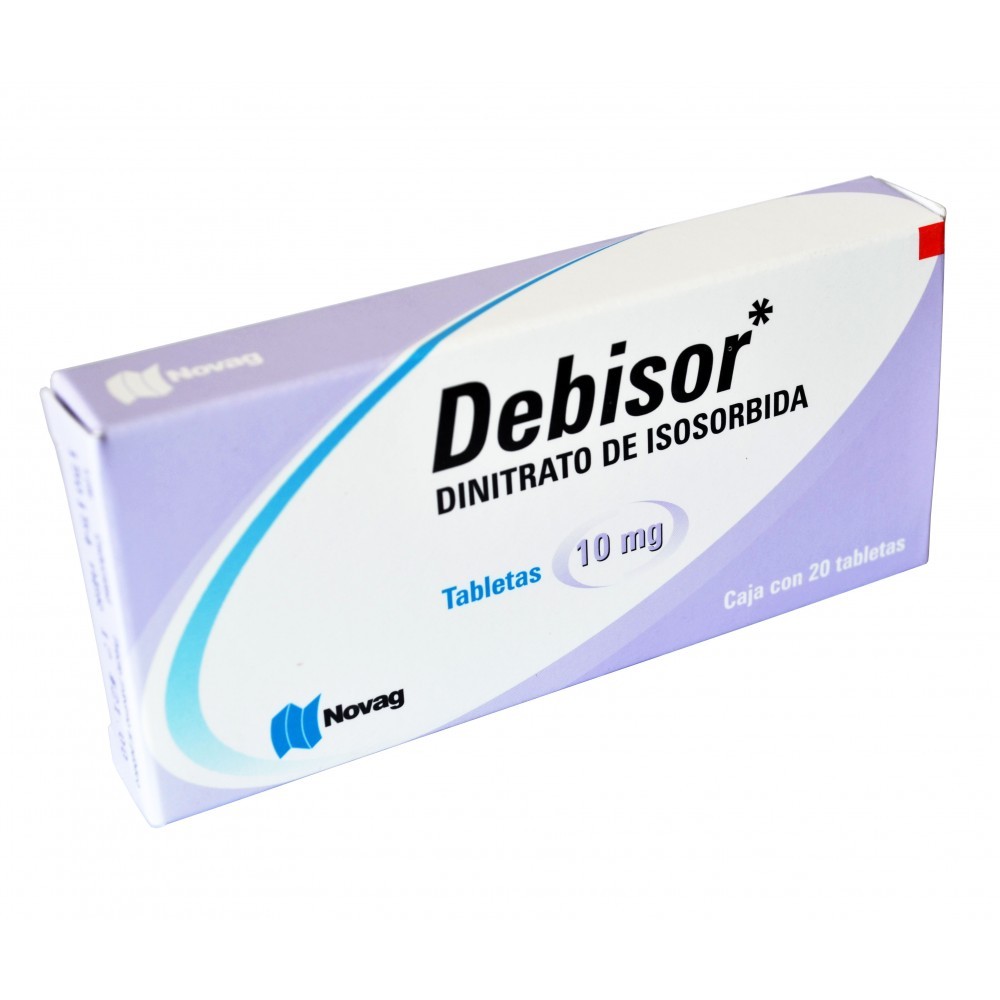 Novag
Debisor*
DINITRATO DE ISOSORBIDA
Tabletas 10 mg
Caja con 20 tabletas
Novag